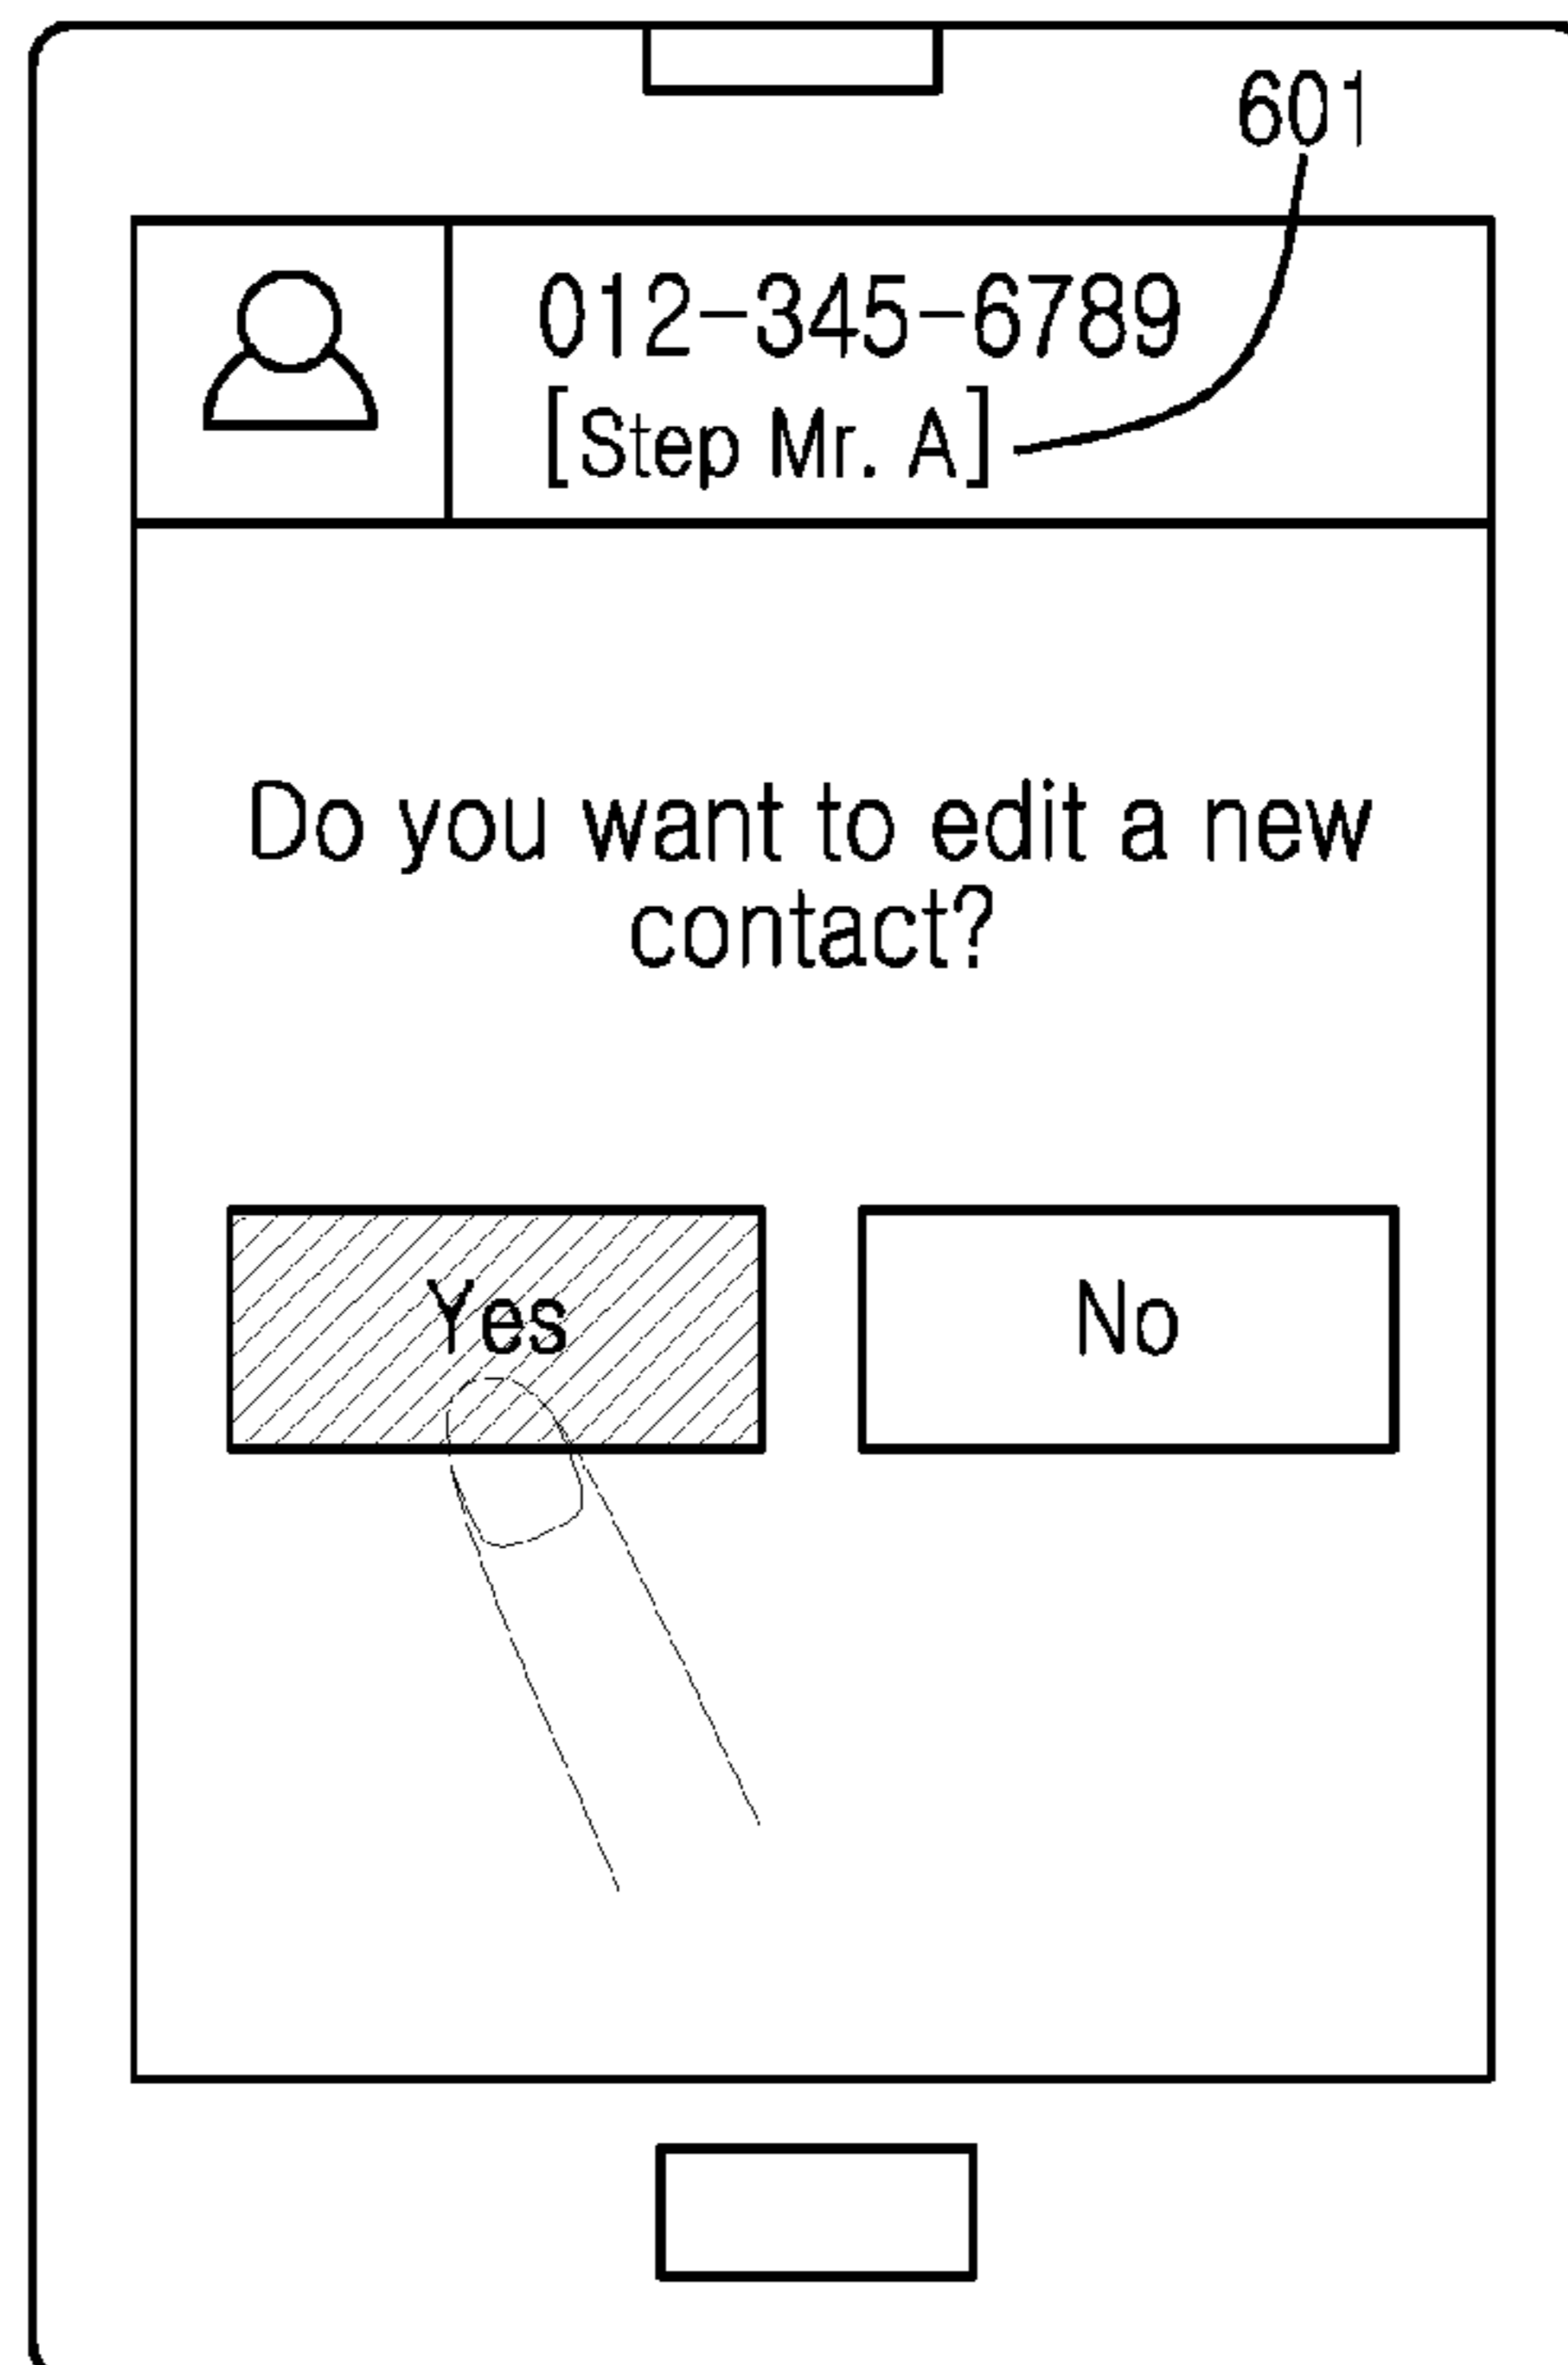 601
012-345-6789
[Step Mr. A]
Do you want to edit a new
contact?
Yes No